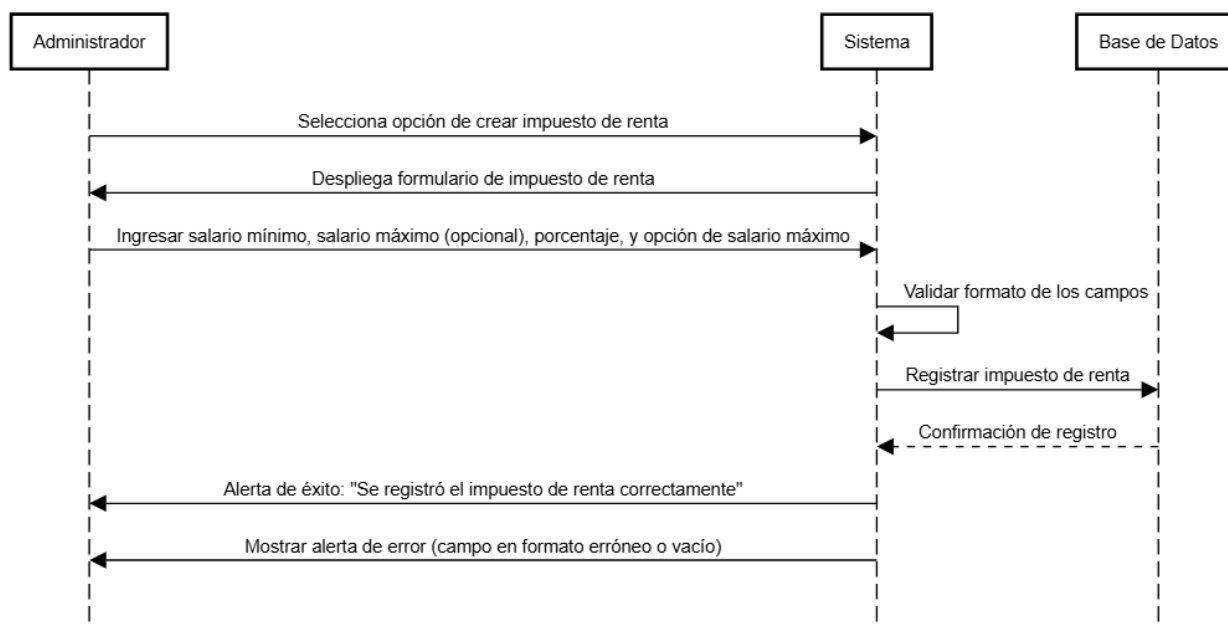 Administrador
Sistema
Base de Datos
Selecciona opción de crear impuesto de renta
Despliega formulario de impuesto de renta
Ingresar salario mínimo, salario máximo (opcional), porcentaje, y opción de salario máximo
Validar formato de los campos
Registrar impuesto de renta
Confirmación de registro
Alerta de éxito: "Se registró el impuesto de renta correctamente"
Mostrar alerta de error (campo en formato erróneo o vacío)